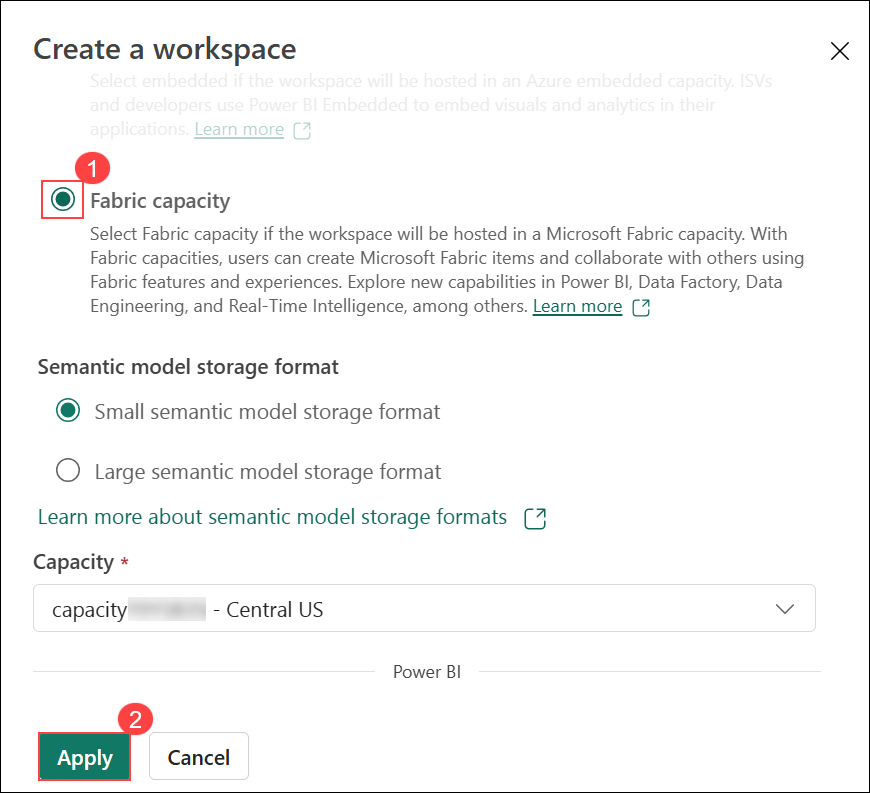 Create a workspace
Select embedded if the workspace will be hosted in an Azure embedded capacity. ISVs
and developers use Power BI Embedded to embed visuals and analytics in their
applications. Learn more
1
Fabric capacity
Select Fabric capacity if the workspace will be hosted in a Microsoft Fabric capacity. With
Fabric capacities, users can create Microsoft Fabric items and collaborate with others using
Fabric features and experiences. Explore new capabilities in Power BI, Data Factory, Data
Engineering, and Real-Time Intelligence, among others. Learn more
Semantic model storage format
Small semantic model storage format
Large semantic model storage format
Learn more about semantic model storage formats
Capacity *
capacity - Central US
Power BI
2
Apply
Cancel